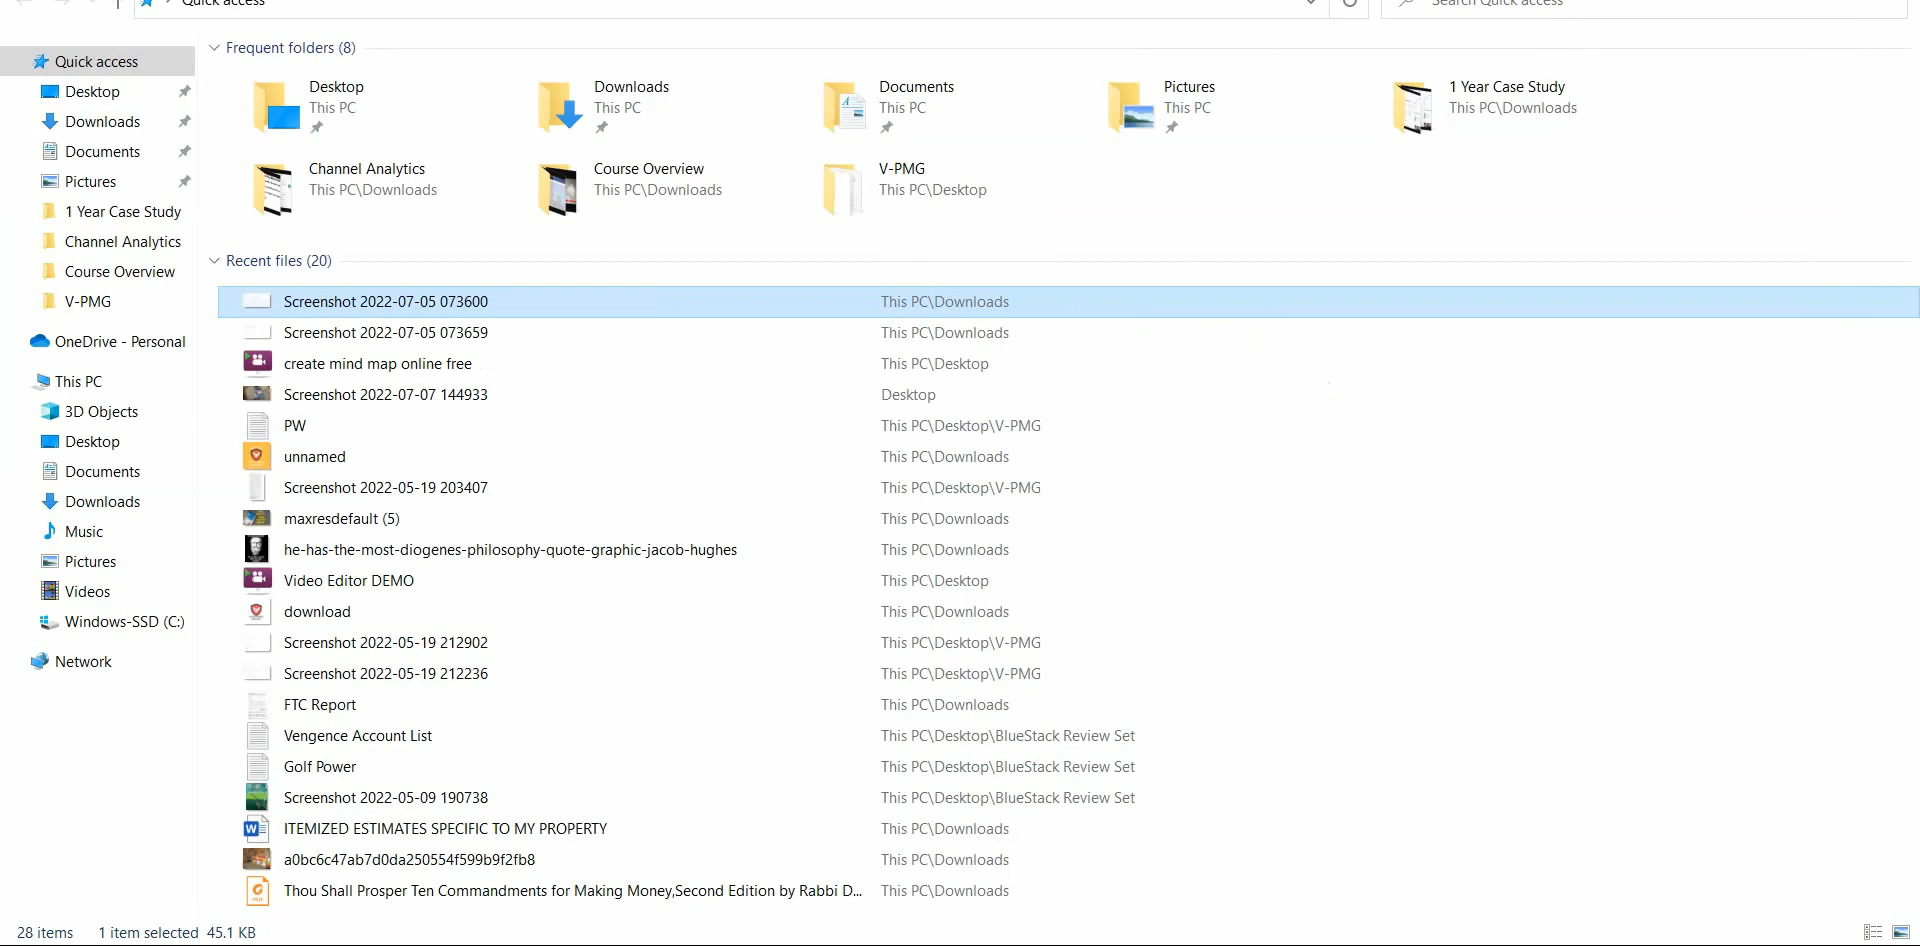 Quick access
Search Quick access
Quick access
Desktop
Downloads
Documents
Pictures
1 Year Case Study
Channel Analytics
Course Overview
V-PMG
OneDrive - Personal
This PC
3D Objects
Desktop
Documents
Downloads
Music
Pictures
Videos
Windows-SSD (C:)
Network
Frequent folders (8)
Desktop
This PC
Downloads
This PC
Documents
This PC
Pictures
This PC
1 Year Case Study
This PC\Downloads
Channel Analytics
This PC\Downloads
Course Overview
This PC\Downloads
V-PMG
This PC\Desktop
Recent files (20)
Screenshot 2022-07-05 073600 This PC\Downloads
Screenshot 2022-07-05 073659 This PC\Downloads
create mind map online free This PC\Desktop
Screenshot 2022-07-07 144933 Desktop
PW This PC\Desktop\V-PMG
unnamed This PC\Downloads
Screenshot 2022-05-19 203407 This PC\Desktop\V-PMG
maxresdefault (5) This PC\Downloads
he-has-the-most-diogenes-philosophy-quote-graphic-jacob-hughes This PC\Downloads
Video Editor DEMO This PC\Desktop
download This PC\Downloads
Screenshot 2022-05-19 212902 This PC\Desktop\V-PMG
Screenshot 2022-05-19 212236 This PC\Desktop\V-PMG
FTC Report This PC\Downloads
Vengence Account List This PC\Desktop\BlueStack Review Set
Golf Power This PC\Desktop\BlueStack Review Set
Screenshot 2022-05-09 190738 This PC\Desktop\BlueStack Review Set
ITEMIZED ESTIMATES SPECIFIC TO MY PROPERTY This PC\Downloads
a0bc6c47ab7d0da250554f599b9f2fb8 This PC\Downloads
Thou Shall Prosper Ten Commandments for Making Money,Second Edition by Rabbi D... This PC\Downloads
28 items 1 item selected 45.1 KB